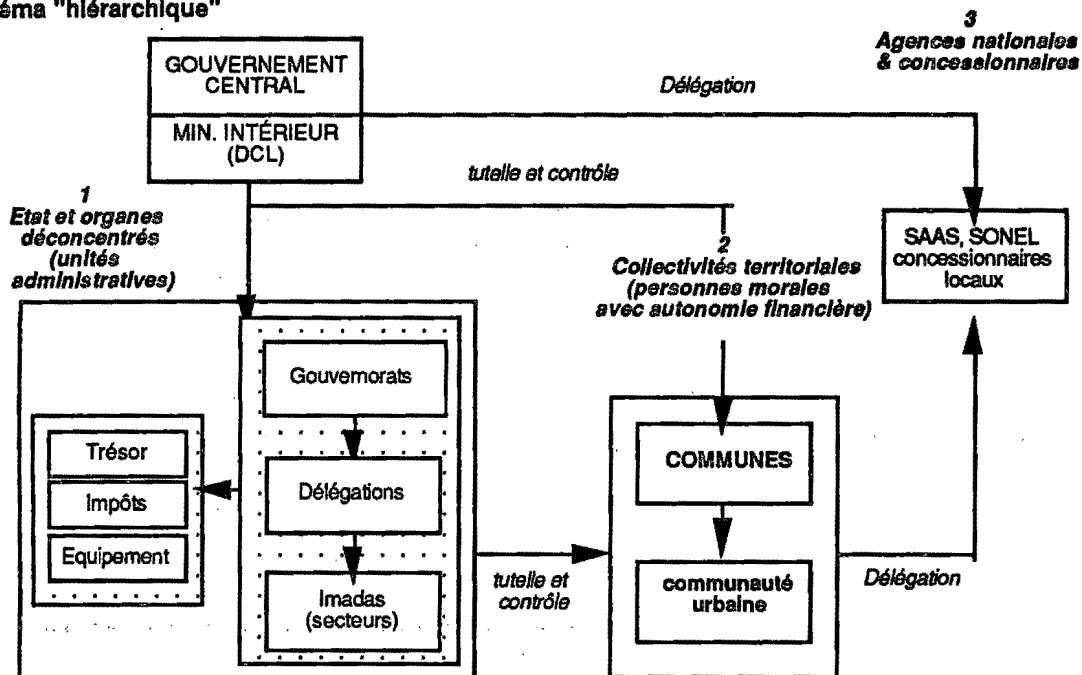 éma "hiérarchique"
GOUVERNEMENT
CENTRAL
MIN. INTÉRIEUR
(DCL)
3
Agences nationales
& concessionnaires
Délégation
tutelle et contrôle
1
Etat et organes
déconcentrés
(unités
administratives)
2
Collectivités territoriales
(personnes morales
avec autonomie financière)
SAAS, SONEL
concessionnaires
locaux
Gouvernorats
Trésor
Impôts
Equipement
Délégations
Imadas
(secteurs)
tutelle et
contrôle
COMMUNES
communauté
urbaine
Délégation